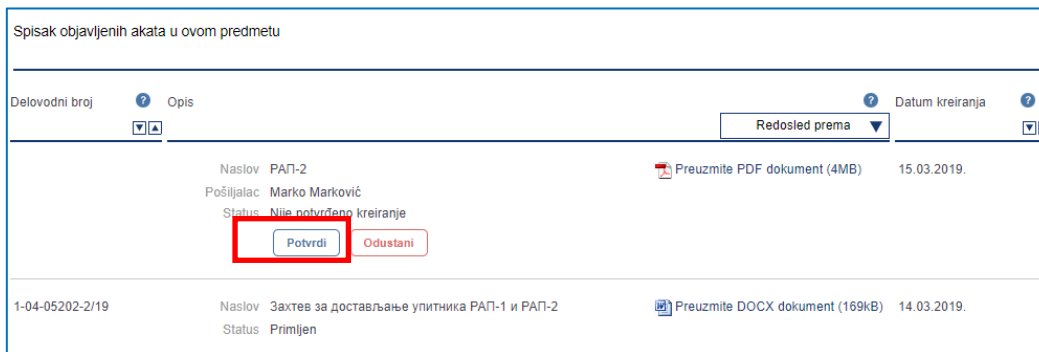 Spisak objavljenih akata u ovom predmetu
Delovodni broj ? Opis ? Datum kreiranja ?
Redosled prema
Naslov РАП-2 Preuzmite PDF dokument (4MB) 15.03.2019.
Pošiljalac Marko Marković
Status Nije potvrđeno kreiranje
Potvrdi Odustani
1-04-05202-2/19 Naslov Захтев за достављање упитника РАП-1 и РАП-2 Preuzmite DOCX dokument (169kB) 14.03.2019.
Status Primljen